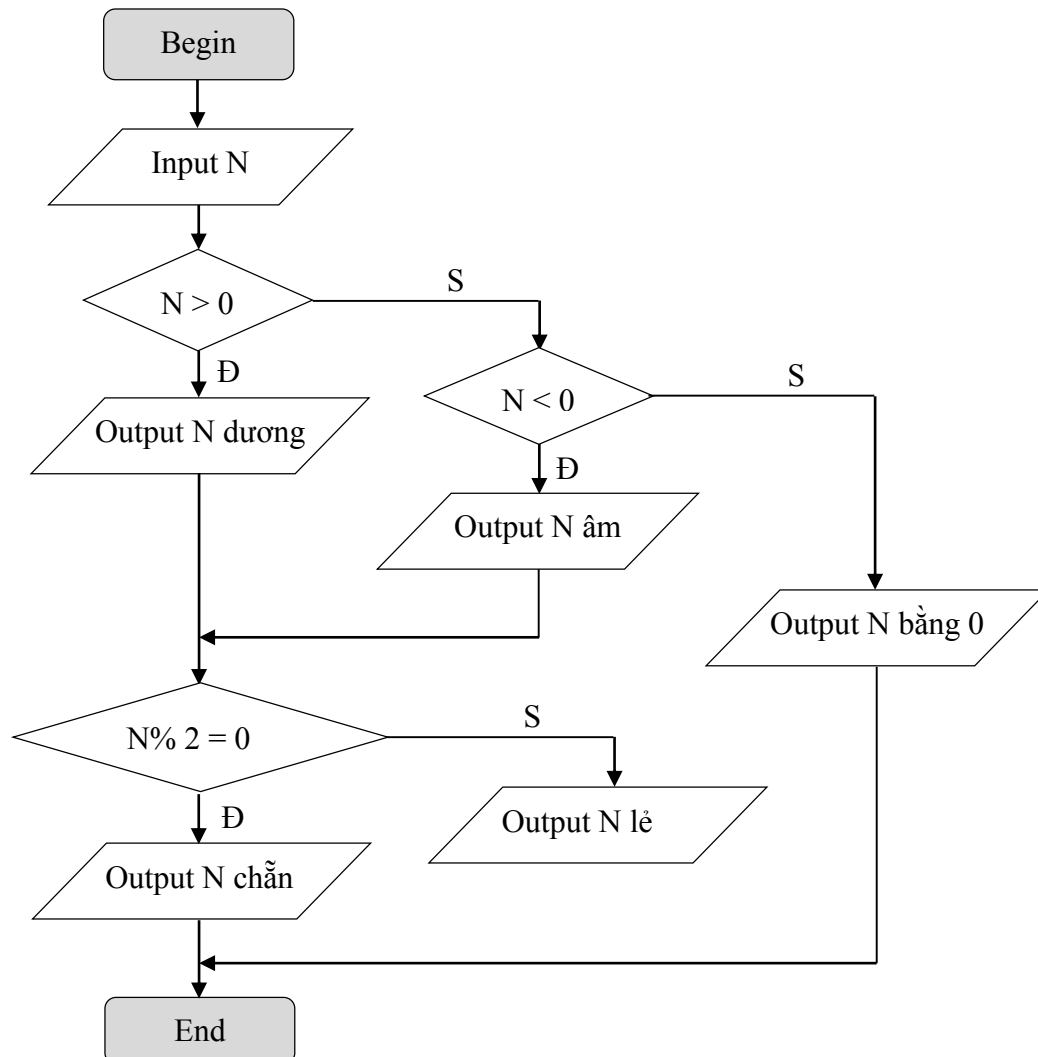 Begin
Input N
N > 0
S
Đ
Output N dương
N < 0
S
Đ
Output N âm
Output N bằng 0
N% 2 = 0
S
Đ
Output N lẻ
Output N chẵn
End